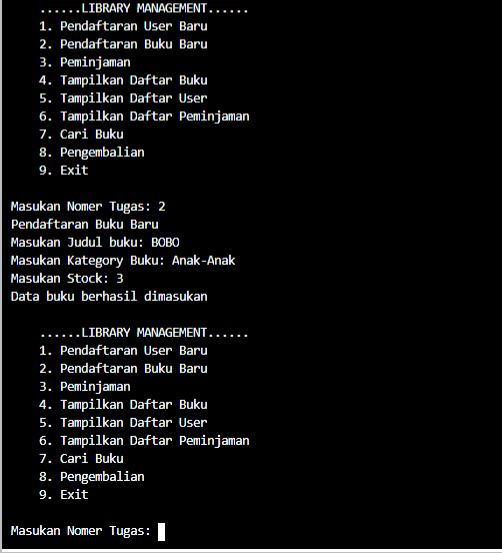 ......LIBRARY MANAGEMENT......
1. Pendaftaran User Baru
2. Pendaftaran Buku Baru
3. Peminjaman
4. Tampilkan Daftar Buku
5. Tampilkan Daftar User
6. Tampilkan Daftar Peminjaman
7. Cari Buku
8. Pengembalian
9. Exit
Masukan Nomer Tugas: 2
Pendaftaran Buku Baru
Masukan Judul buku: BOBO
Masukan Kategory Buku: Anak-Anak
Masukan Stock: 3
Data buku berhasil dimasukan
......LIBRARY MANAGEMENT......
1. Pendaftaran User Baru
2. Pendaftaran Buku Baru
3. Peminjaman
4. Tampilkan Daftar Buku
5. Tampilkan Daftar User
6. Tampilkan Daftar Peminjaman
7. Cari Buku
8. Pengembalian
9. Exit
Masukan Nomer Tugas: